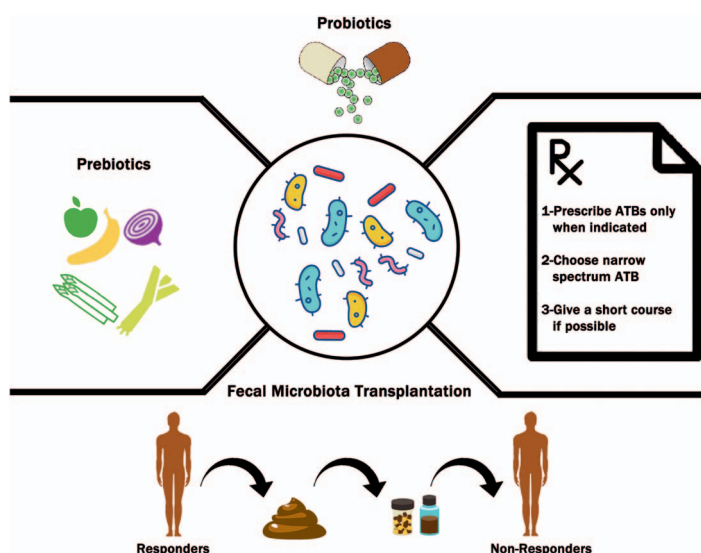 Probiotics
Prebiotics
Rx
1-Prescribe ATBs only
when indicated
2-Choose narrow
spectrum ATB
3-Give a short course
if possible
Fecal Microbiota Transplantation
Responders
Non-Responders